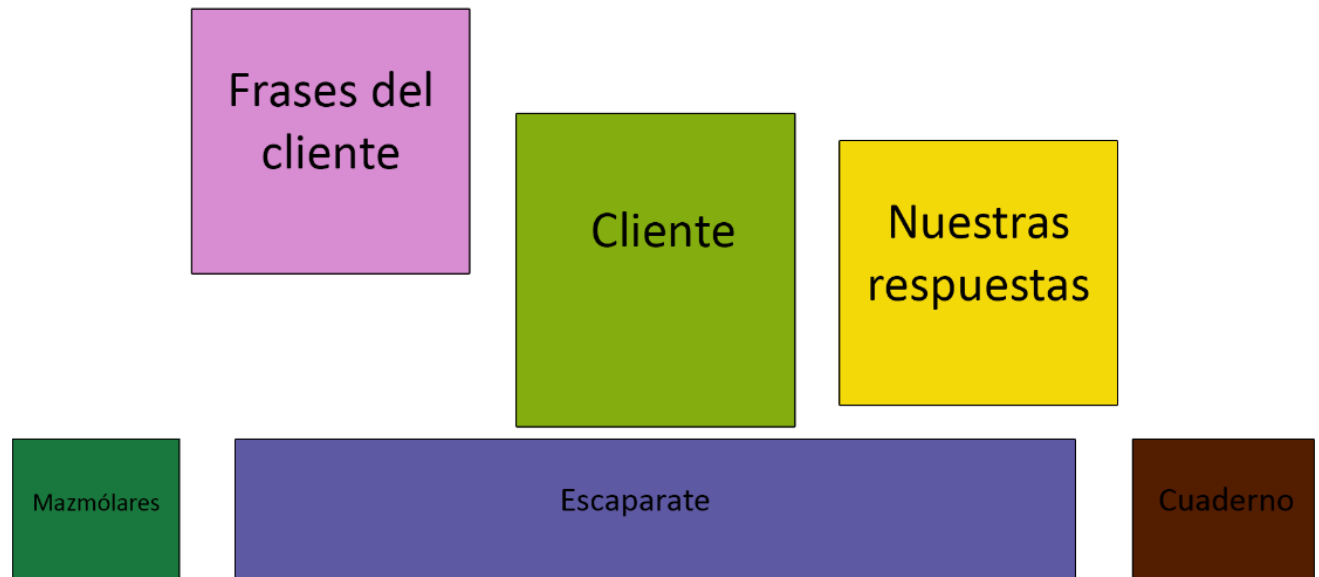 Frases del
cliente
Cliente
Nuestras
respuestas
Mazmólares
Escaparate
Cuaderno